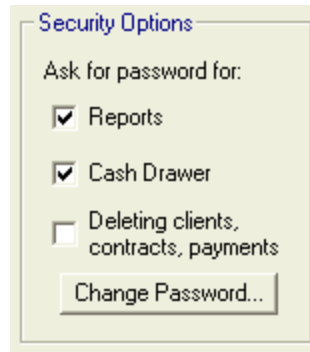 Security Options
Ask for password for:
Reports
Cash Drawer
Deleting clients,
contracts, payments
Change Password...